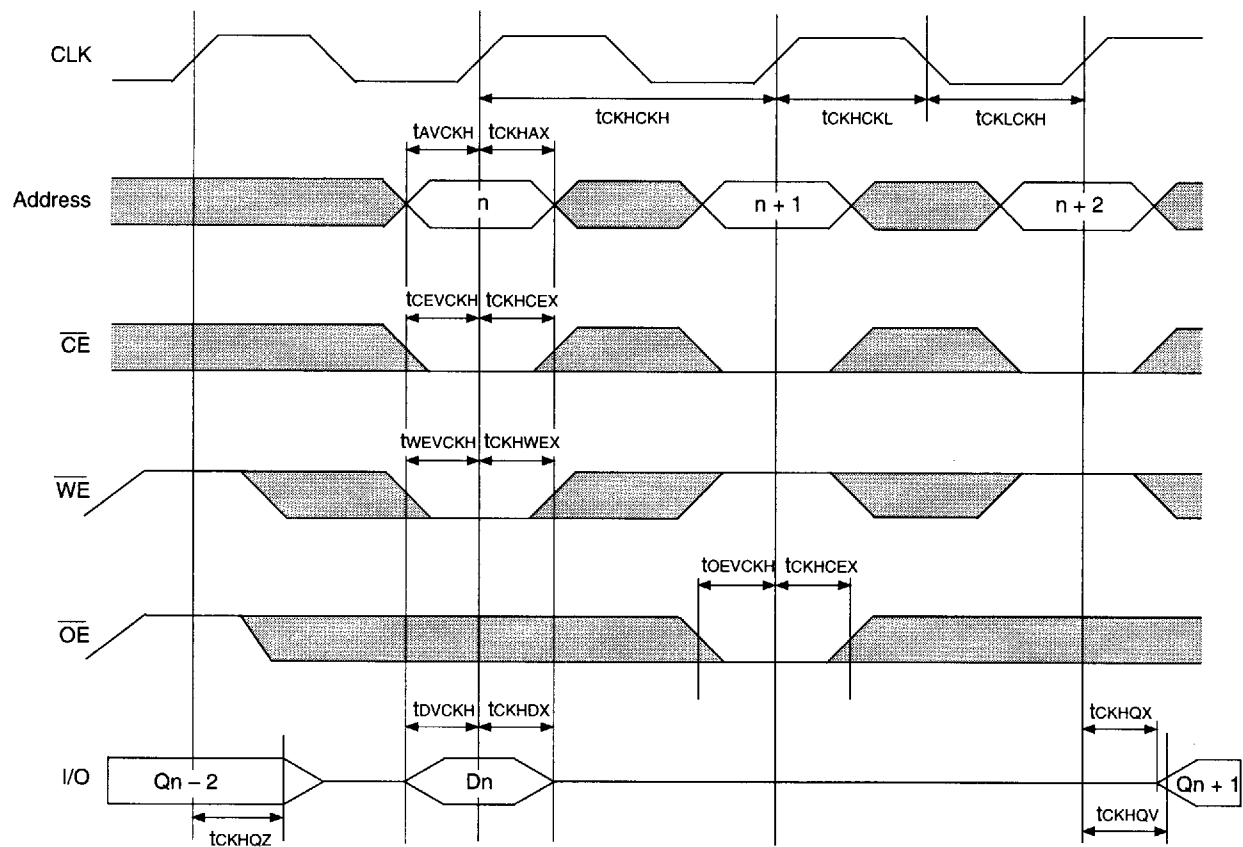 CLK
tCKHCKH
tCKHCKL
tCKLCKH
tAVCKH
tCKHAX
Address
n
n + 1
n + 2
tCEVCKH
tCKHCEX
CE
tWEVCKH
tCKHWEX
WE
tOEVCKH
tCKHCEX
OE
tDVCKH
tCKHDX
tCKHQX
I/O
Qn – 2
Dn
Qn + 1
tCKHQZ
tCKHQV